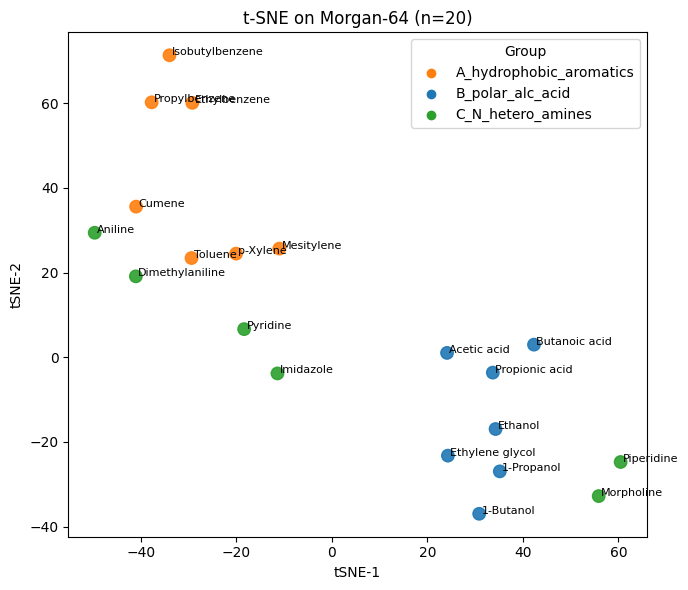 t-SNE on Morgan-64 (n=20)
Group
A_hydrophobic_aromatics
B_polar_alc_acid
C_N_hetero_amines
Isobutylbenzene
Propylbenzene
Ethylbenzene
Cumene
Aniline
Toluene
p-Xylene
Mesitylene
Dimethylaniline
Pyridine
Imidazole
Acetic acid
Butanoic acid
Propionic acid
Ethanol
Ethylene glycol
1-Propanol
1-Butanol
Piperidine
Morpholine
60
40
20
0
−20
−40
tSNE-2
−40 −20 0 20 40 60
tSNE-1